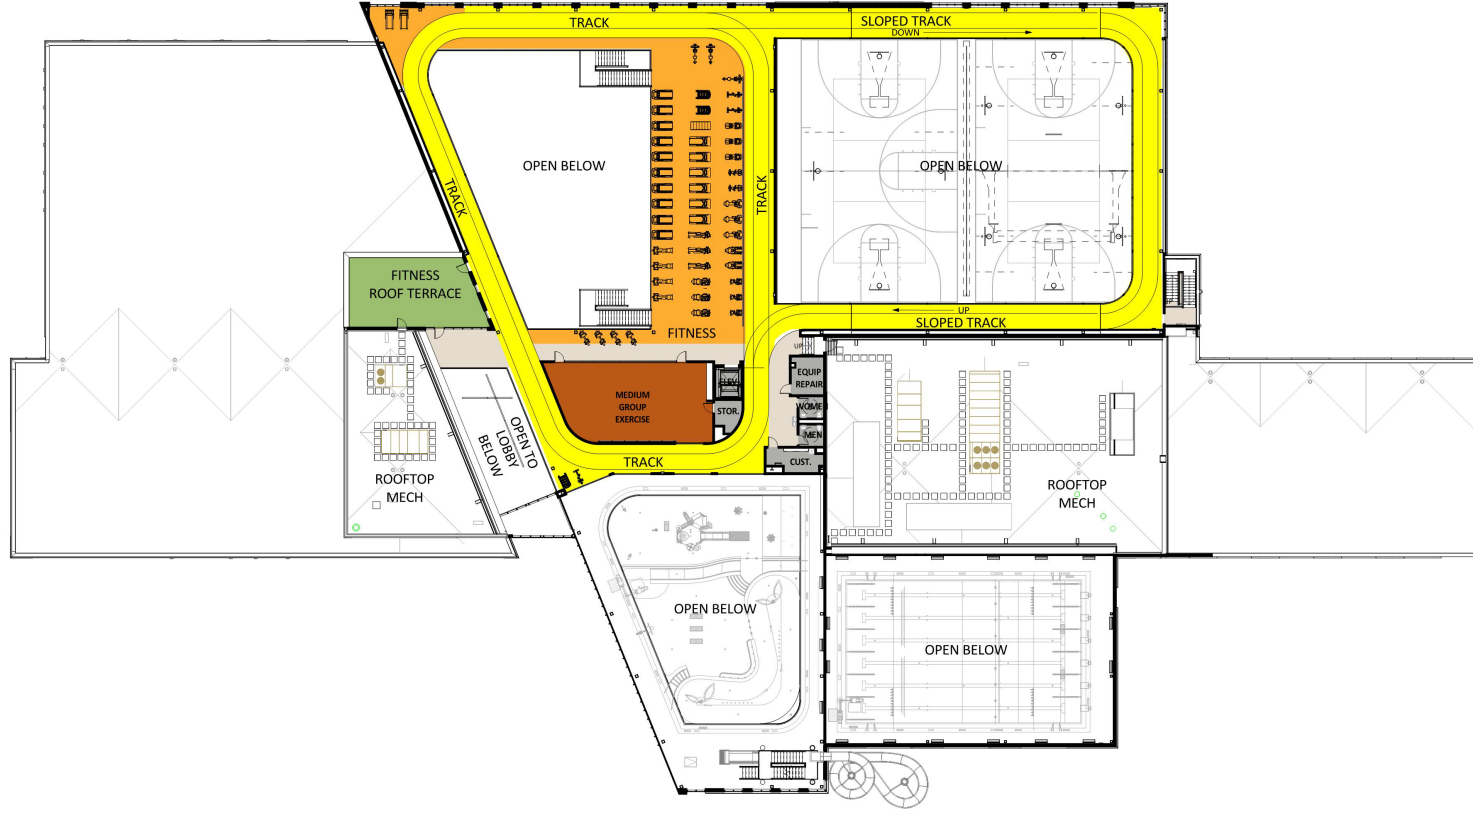 TRACK
SLOPED TRACK
DOWN
OPEN BELOW
OPEN BELOW
TRACK
TRACK
FITNESS
ROOF TERRACE
UP
SLOPED TRACK
FITNESS
UP
EQUIP
REPAIR
MEDIUM
GROUP
EXERCISE
STOR.
WOMEN
MEN
OPEN TO
LOBBY
BELOW
TRACK
CUST.
ROOFTOP
MECH
ROOFTOP
MECH
OPEN BELOW
OPEN BELOW